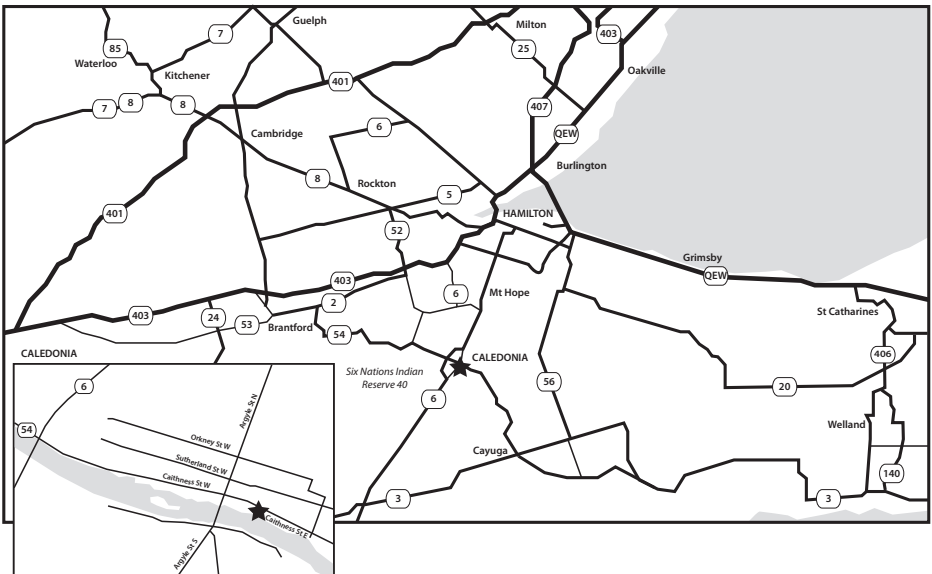 Guelph
Milton
7
403
85
25
Waterloo
Oakville
Kitchener
401
8
7
8
407
6
QEW
Cambridge
Burlington
8
Rockton
5
401
HAMILTON
52
Grimsby
QEW
403
6
Mt Hope
2
403
24
53
Brantford
54
St Catharines
CALEDONIA
406
CALEDONIA
Six Nations Indian
Reserve 40
56
20
6
6
Argyle St N
54
Welland
Orkney St W
Cayuga
Sutherland St W
Caithness St W
140
3
3
Caithness St E
Argyle St S